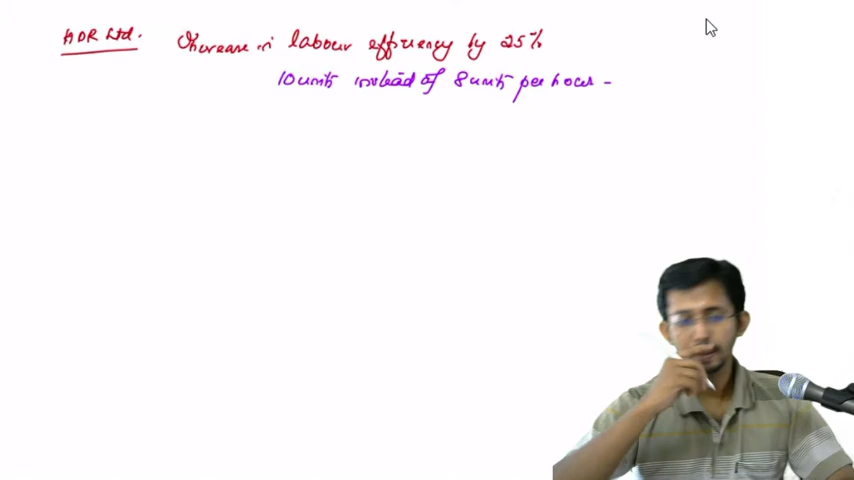 ADR Ltd. Increase in labour efficiency by 25%
10 units instead of 8 units per hour -